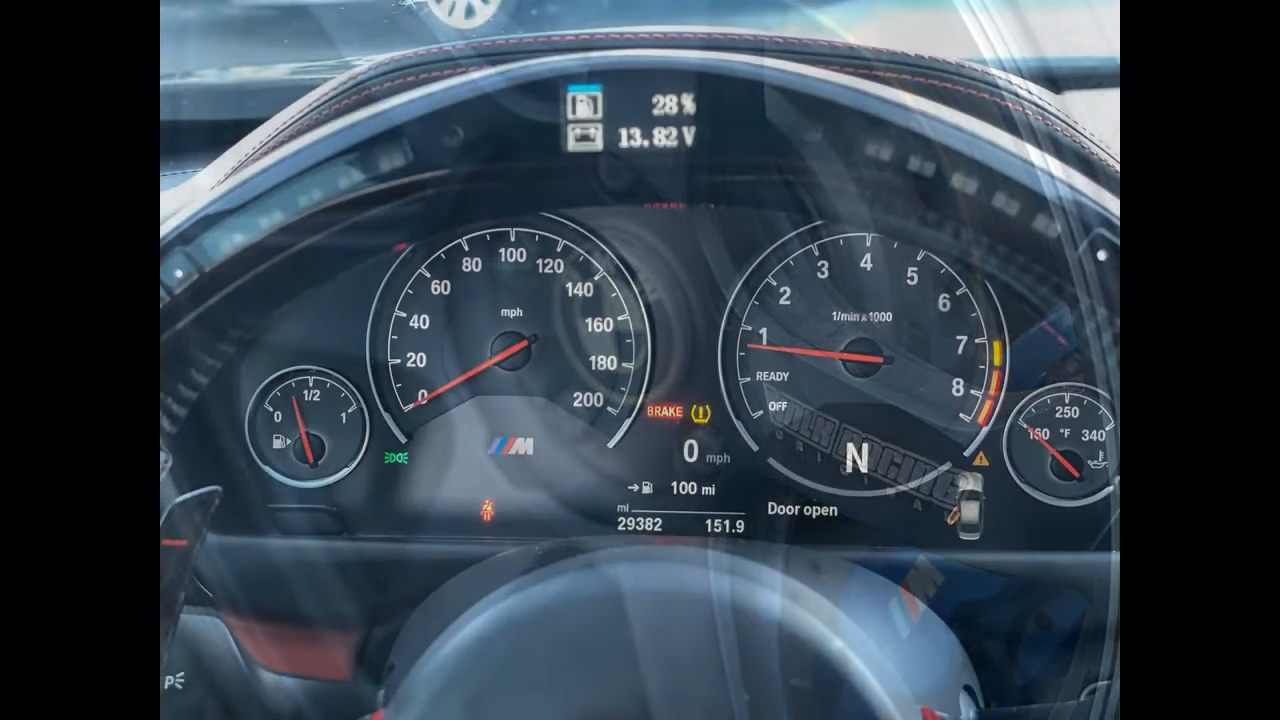 28%
13.82 V
0 20 40 60 80 100 120 140 160 180 200
mph
OFF READY 1 2 3 4 5 6 7 8
1/min x 1000
0 1/2 1
160 250 340
°F
BRAKE
0 mph
M
N
100 mi
mi
29382 151.9
Door open
P